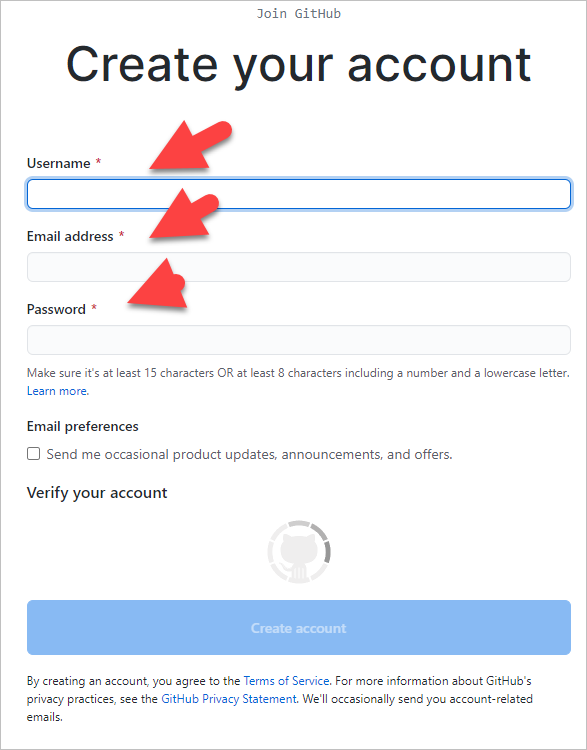 Join GitHub
Create your account
Username *
Email address *
Password *
Make sure it's at least 15 characters OR at least 8 characters including a number and a lowercase letter.
Learn more.
Email preferences
Send me occasional product updates, announcements, and offers.
Verify your account
Create account
By creating an account, you agree to the Terms of Service. For more information about GitHub's
privacy practices, see the GitHub Privacy Statement. We'll occasionally send you account-related
emails.